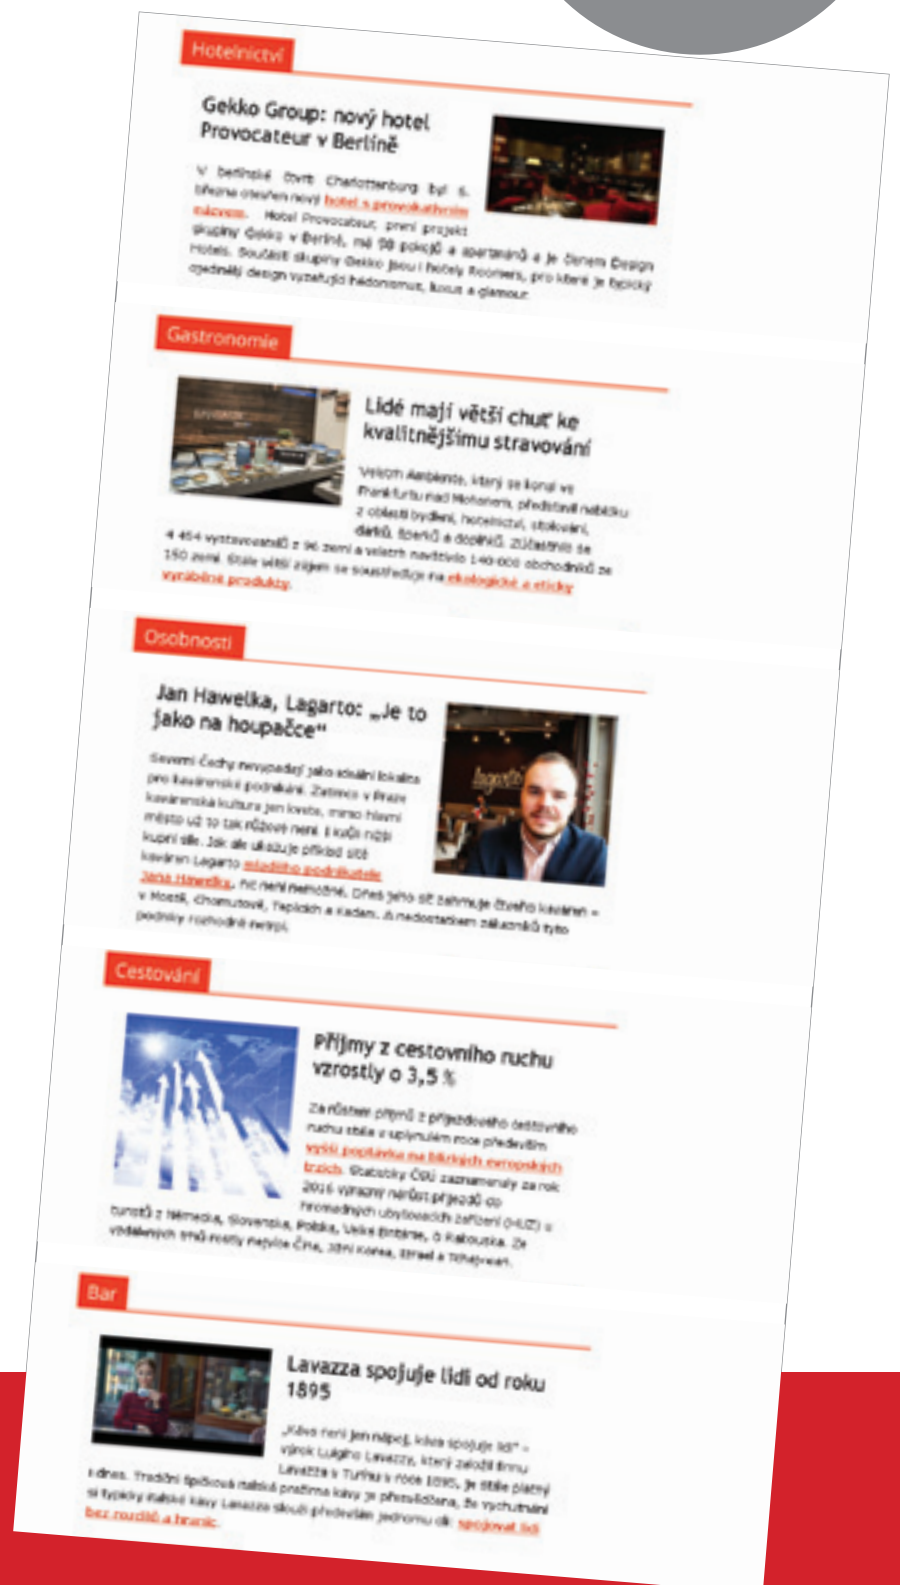 Hotelnictví
Gekko Group: nový hotel
Provocateur v Berlíně
V berlínské čtvrti Charlottenburg byl 6.
března otevřen nový hotel s provokativním
názvem. Hotel Provocateur, první projekt
skupiny Gekko v Berlíně, má 58 pokojů a apartmánů a je členem Design
Hotels. Součástí skupiny Gekko jsou i hotely Roomers, pro které je typický
ojedinělý design vyzařující hédonismus, luxus a glamour.
Gastronomie
Lidé mají větší chuť ke
kvalitnějšímu stravování
Veletrh Ambiente, který se konal ve
Frankfurtu nad Mohanem, představil nabídku
z oblasti bydlení, hotelnictví, stolování,
dárků, šperků a doplňků. Zúčastnilo se
4 454 vystavovatelů z 96 zemí a veletrh navštívilo 140 000 obchodníků ze
150 zemí. Stále větší zájem se soustřeďuje na ekologické a eticky
vyráběné produkty.
Osobnosti
Jan Hawelka, Lagarto: „Je to
jako na houpačce“
Severní Čechy nevypadají jako ideální lokalita
pro kavárenské podnikání. Zatímco v Praze
kavárenská kultura jen kvete, mimo hlavní
město už to tak růžové není. I kvůli nižší
kupní síle. Jak ale ukazuje příklad sítě
kaváren Lagarto mladého podnikatele
Jana Hawelka, nic není nemožné. Dnes jeho síť zahrnuje čtveřici kaváren –
v Mostě, Chomutově, Teplicích a Kadani. A nedostatkem zákazníků tyto
podniky rozhodně netrpí.
Cestování
Příjmy z cestovního ruchu
vzrostly o 3,5 %
Za růstem příjmů z příjezdového cestovního
ruchu stála v uplynulém roce především
vyšší poptávka na blízkých evropských
trzích. Statistiky ČSÚ zaznamenaly za rok
2016 výrazný nárůst příjezdů do
hromadných ubytovacích zařízení (HUZ) u
turistů z Německa, Slovenska, Polska, Velké Británie, či Rakouska. Ze
vzdálených trhů rostly nejvíce Čína, Jižní Korea, Izrael a Tchaj-wan.
Bar
Lavazza spojuje lidi od roku
1895
„Káva není jen nápoj, káva spojuje lidi“ –
výrok Luigiho Lavazzy, který založil firmu
Lavazza v Turínu v roce 1895, je stále platný
i dnes. Tradiční špičková italská pražírna kávy je přesvědčena, že vychutnání
si typicky italské kávy Lavazza slouží především jednomu cíli: spojovat lidi
bez rozdílů a hranic.